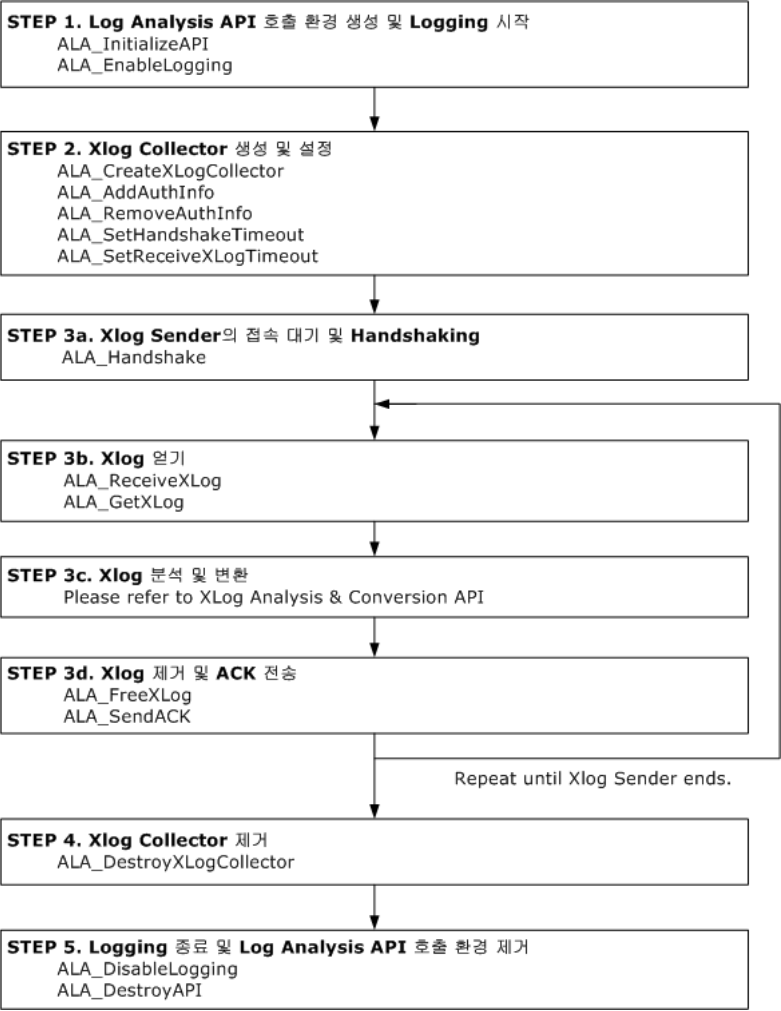 STEP 1. Log Analysis API 호출 환경 생성 및 Logging 시작
ALA_InitializeAPI
ALA_EnableLogging
STEP 2. Xlog Collector 생성 및 설정
ALA_CreateXLogCollector
ALA_AddAuthInfo
ALA_RemoveAuthInfo
ALA_SetHandshakeTimeout
ALA_SetReceiveXLogTimeout
STEP 3a. Xlog Sender의 접속 대기 및 Handshaking
ALA_Handshake
STEP 3b. Xlog 얻기
ALA_ReceiveXLog
ALA_GetXLog
STEP 3c. Xlog 분석 및 변환
Please refer to XLog Analysis & Conversion API
STEP 3d. Xlog 제거 및 ACK 전송
ALA_FreeXLog
ALA_SendACK
Repeat until Xlog Sender ends.
STEP 4. Xlog Collector 제거
ALA_DestroyXLogCollector
STEP 5. Logging 종료 및 Log Analysis API 호출 환경 제거
ALA_DisableLogging
ALA_DestroyAPI